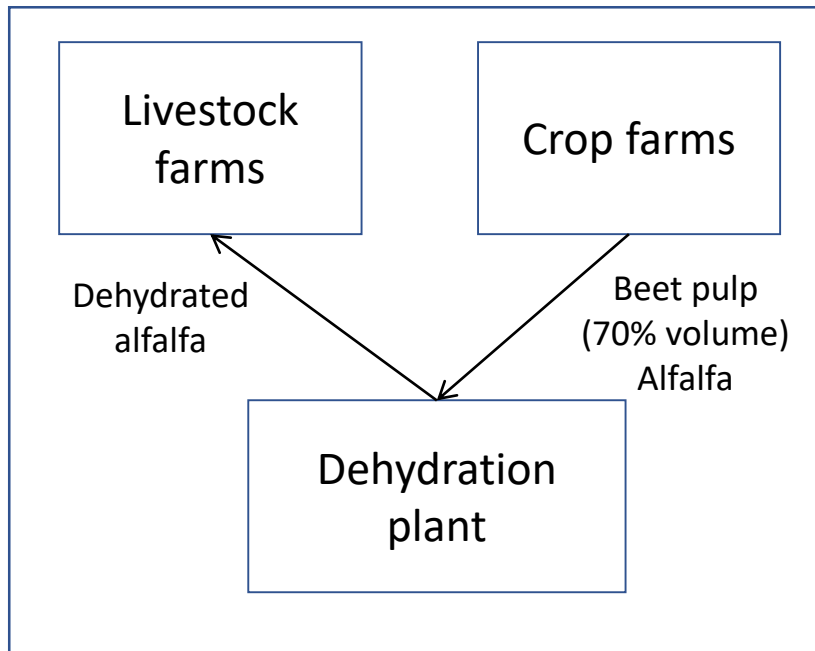 Livestock
farms
Crop farms
Dehydrated
alfalfa
Beet pulp
(70% volume)
Alfalfa
Dehydration
plant